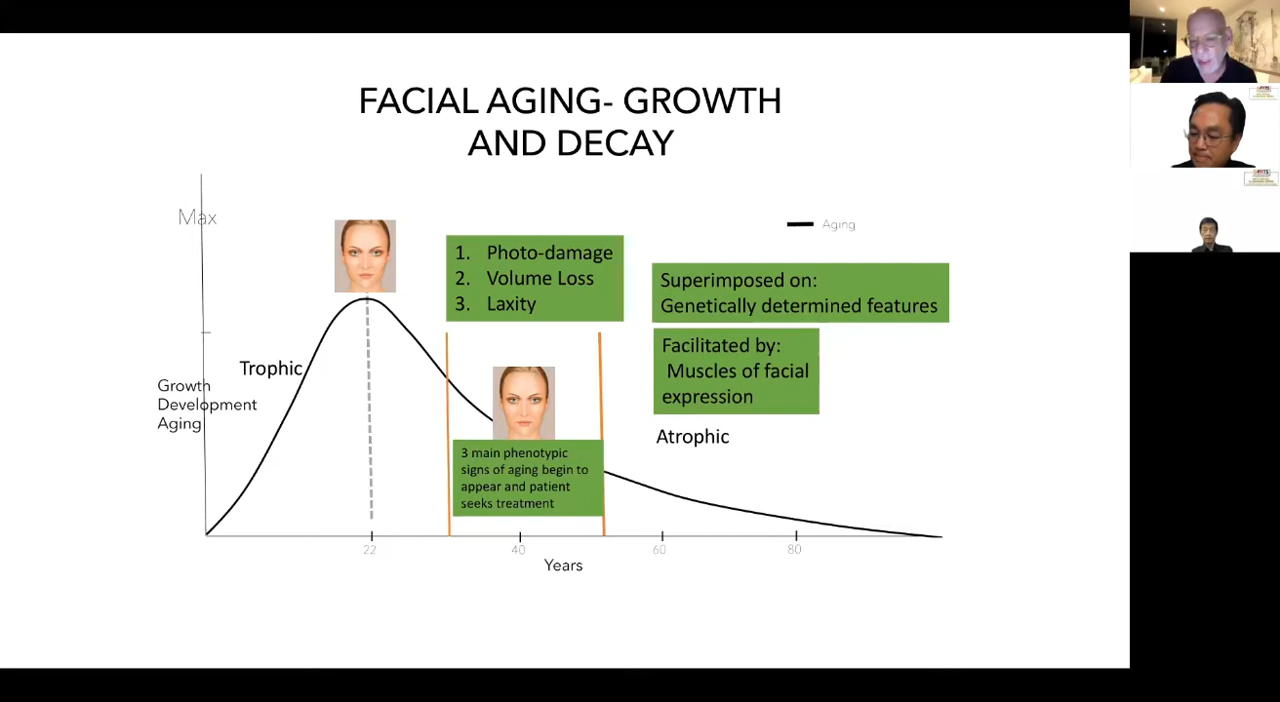 FACIAL AGING- GROWTH
AND DECAY
Max
Aging
1. Photo-damage
2. Volume Loss
3. Laxity
Superimposed on:
Genetically determined features
Facilitated by:
Muscles of facial
expression
Trophic
Growth
Development
Aging
Atrophic
3 main phenotypic
signs of aging begin to
appear and patient
seeks treatment
22
40
60
80
Years